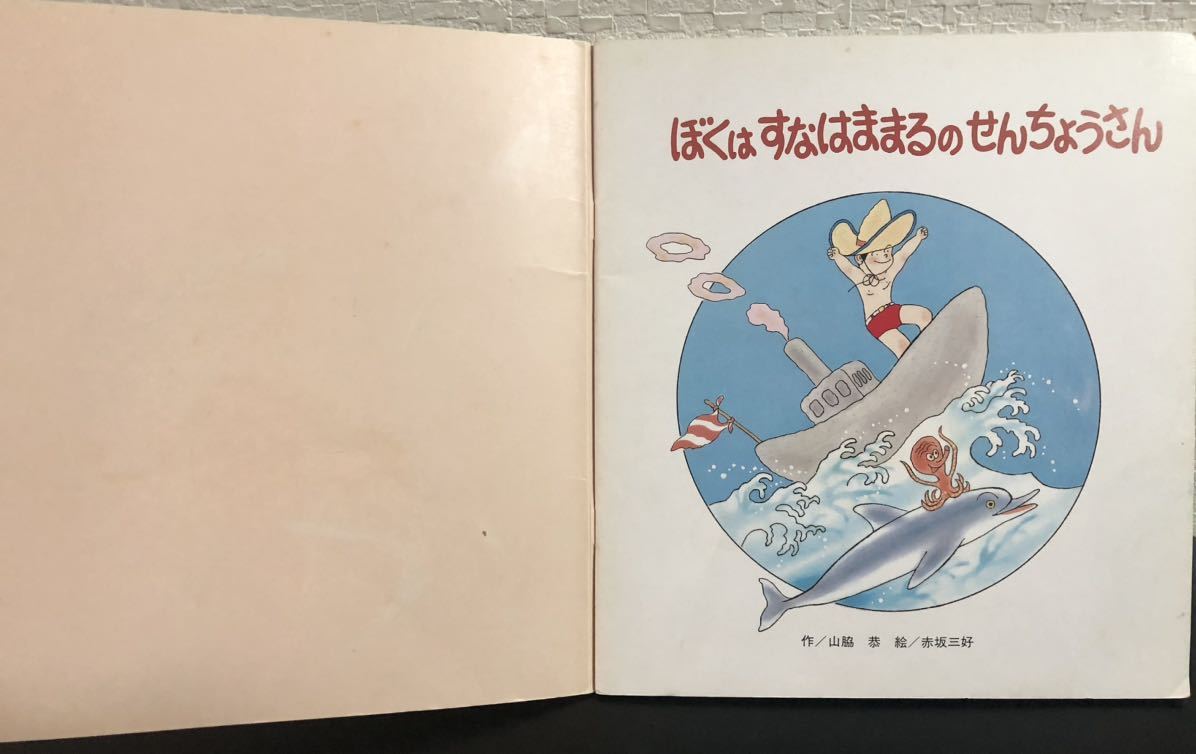 ぼくは すなはままるの せんちょうさん
作／山脇 恭 絵／赤坂三好